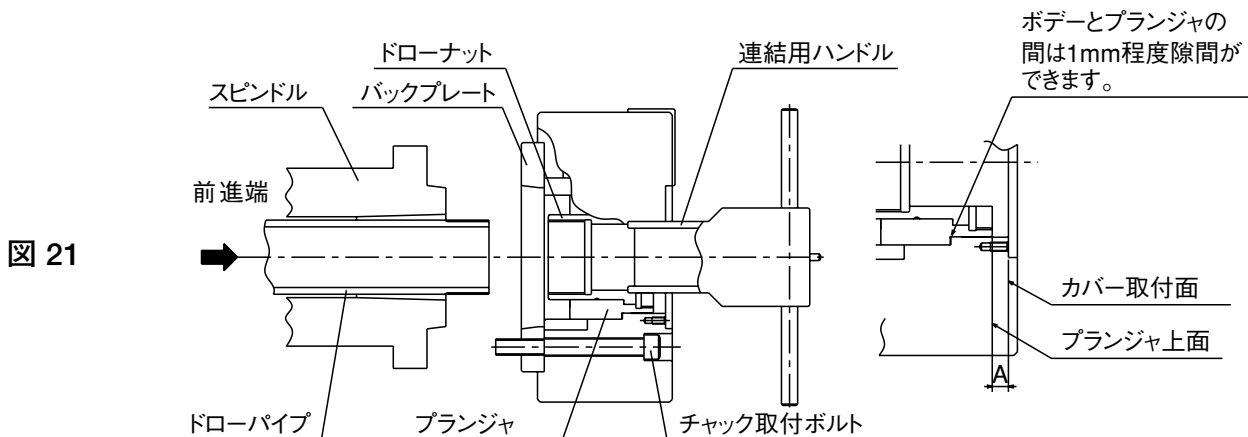 ボデーとプランジャの
間は1mm程度隙間が
できます。
ドローナット
連結用ハンドル
スピンドル
バックプレート
前進端
図 21
カバー取付面
プランジャ上面
A
ドローパイプ
プランジャ
チャック取付ボルト